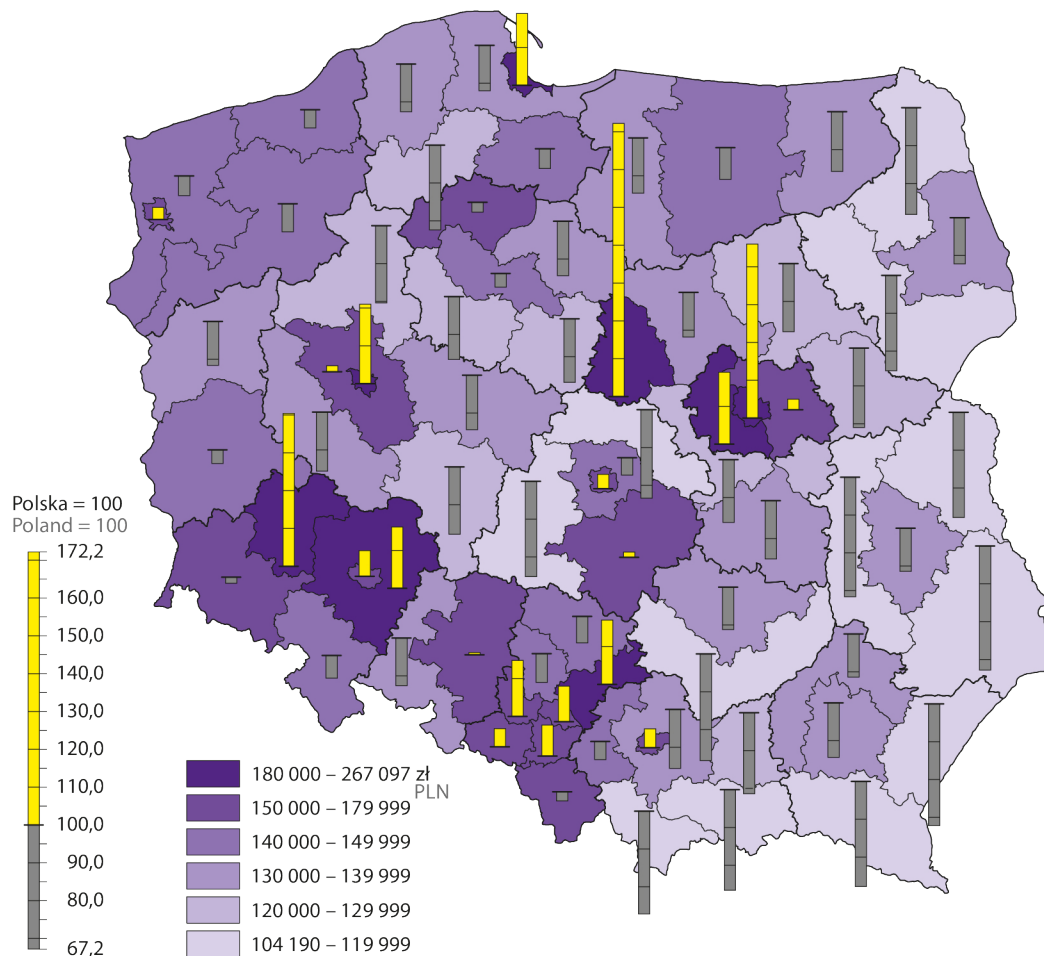 Polska = 100
Poland = 100
172,2
160,0
150,0
140,0
130,0
120,0
110,0
100,0
90,0
80,0
67,2
180 000 – 267 097 zł
PLN
150 000 – 179 999
140 000 – 149 999
130 000 – 139 999
120 000 – 129 999
104 190 – 119 999